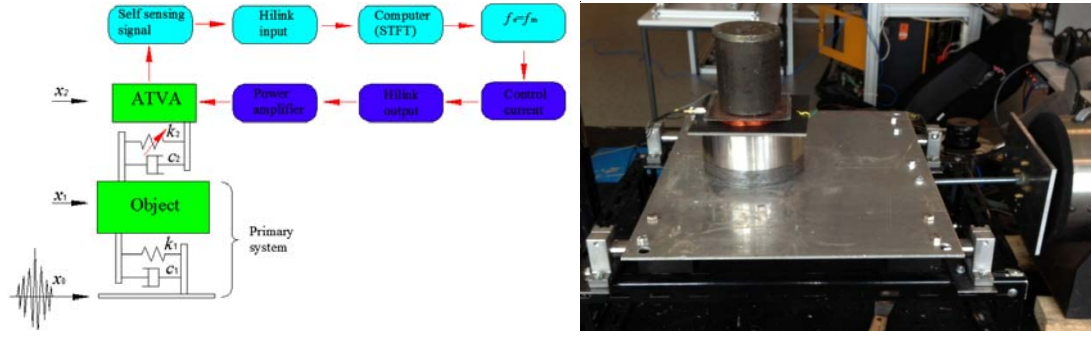 Self sensing
signal
Hilink
input
Computer
(STFT)
fe=fm
x2
ATVA
Power
amplifier
Hilink
output
Control
current
k2
c2
x1
Object
Primary
system
k1
c1
x0